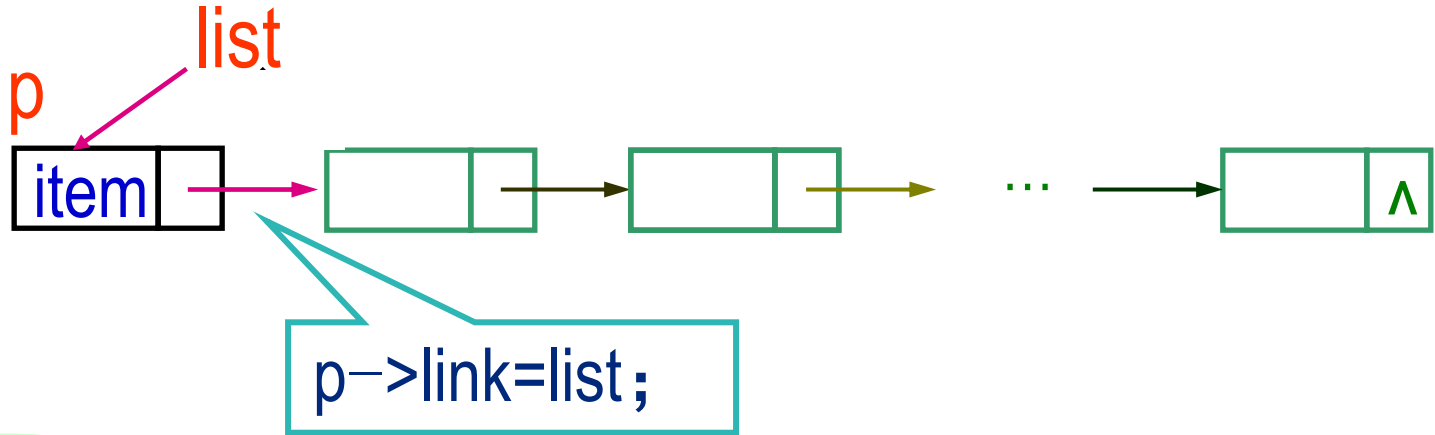 list
p
item
…
∧
p—>link=list；